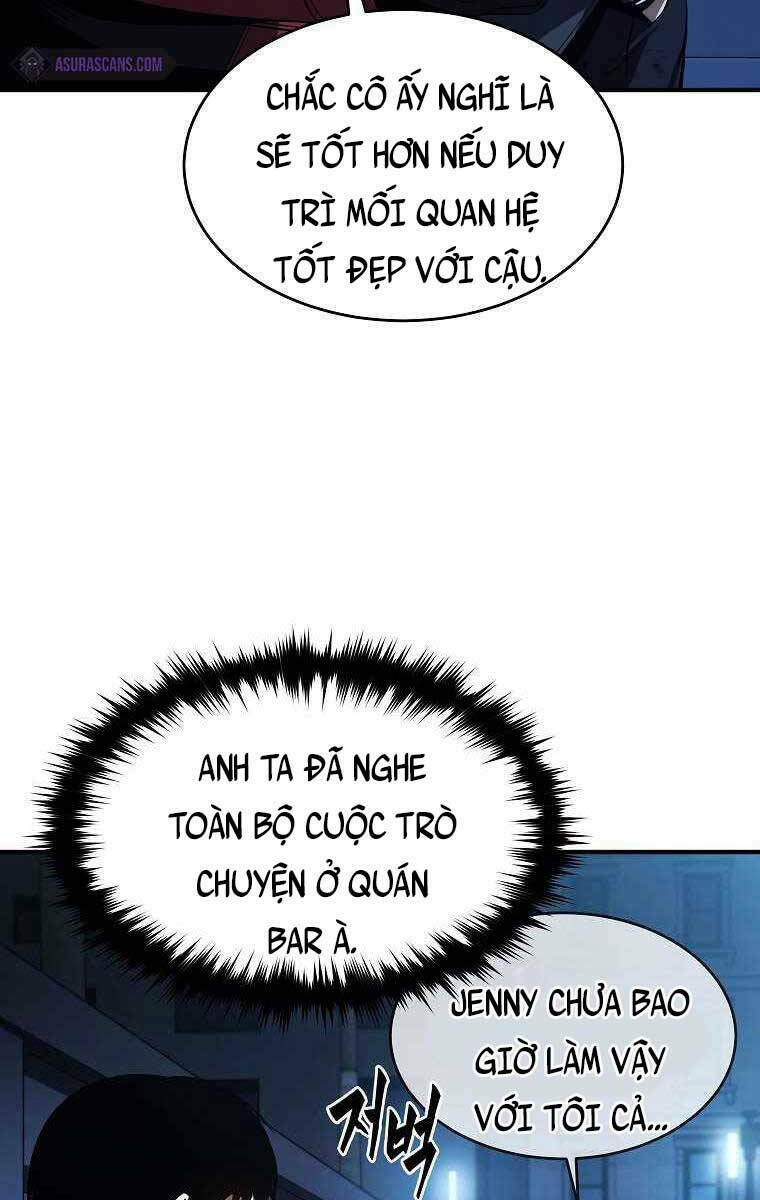 ASURASCANS.COM
CHẮC CÔ ẤY NGHĨ LÀ
SẼ TỐT HƠN NẾU DUY
TRÌ MỐI QUAN HỆ
TỐT ĐẸP VỚI CẬU.
ANH TA ĐÃ NGHE
TOÀN BỘ CUỘC TRÒ
CHUYỆN Ở QUÁN
BAR À.
JENNY CHƯA BAO
GIỜ LÀM VẬY
VỚI TÔI CẢ...
저벅